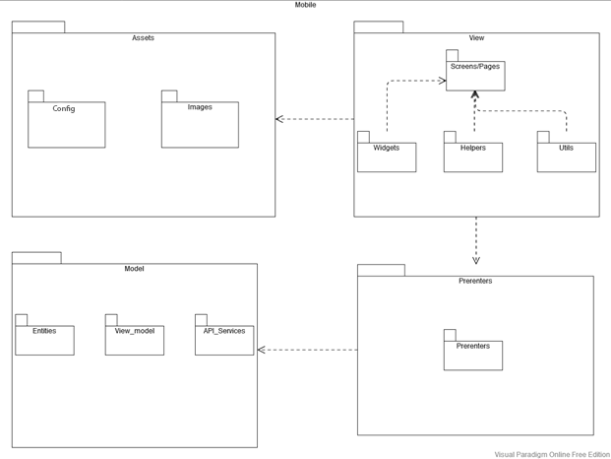 Mobile
Assets
Config
Images
View
Screens/Pages
Widgets
Helpers
Utils
Model
Entities
View_model
API_Services
Prerenters
Prerenters
Visual Paradigm Online Free Edition